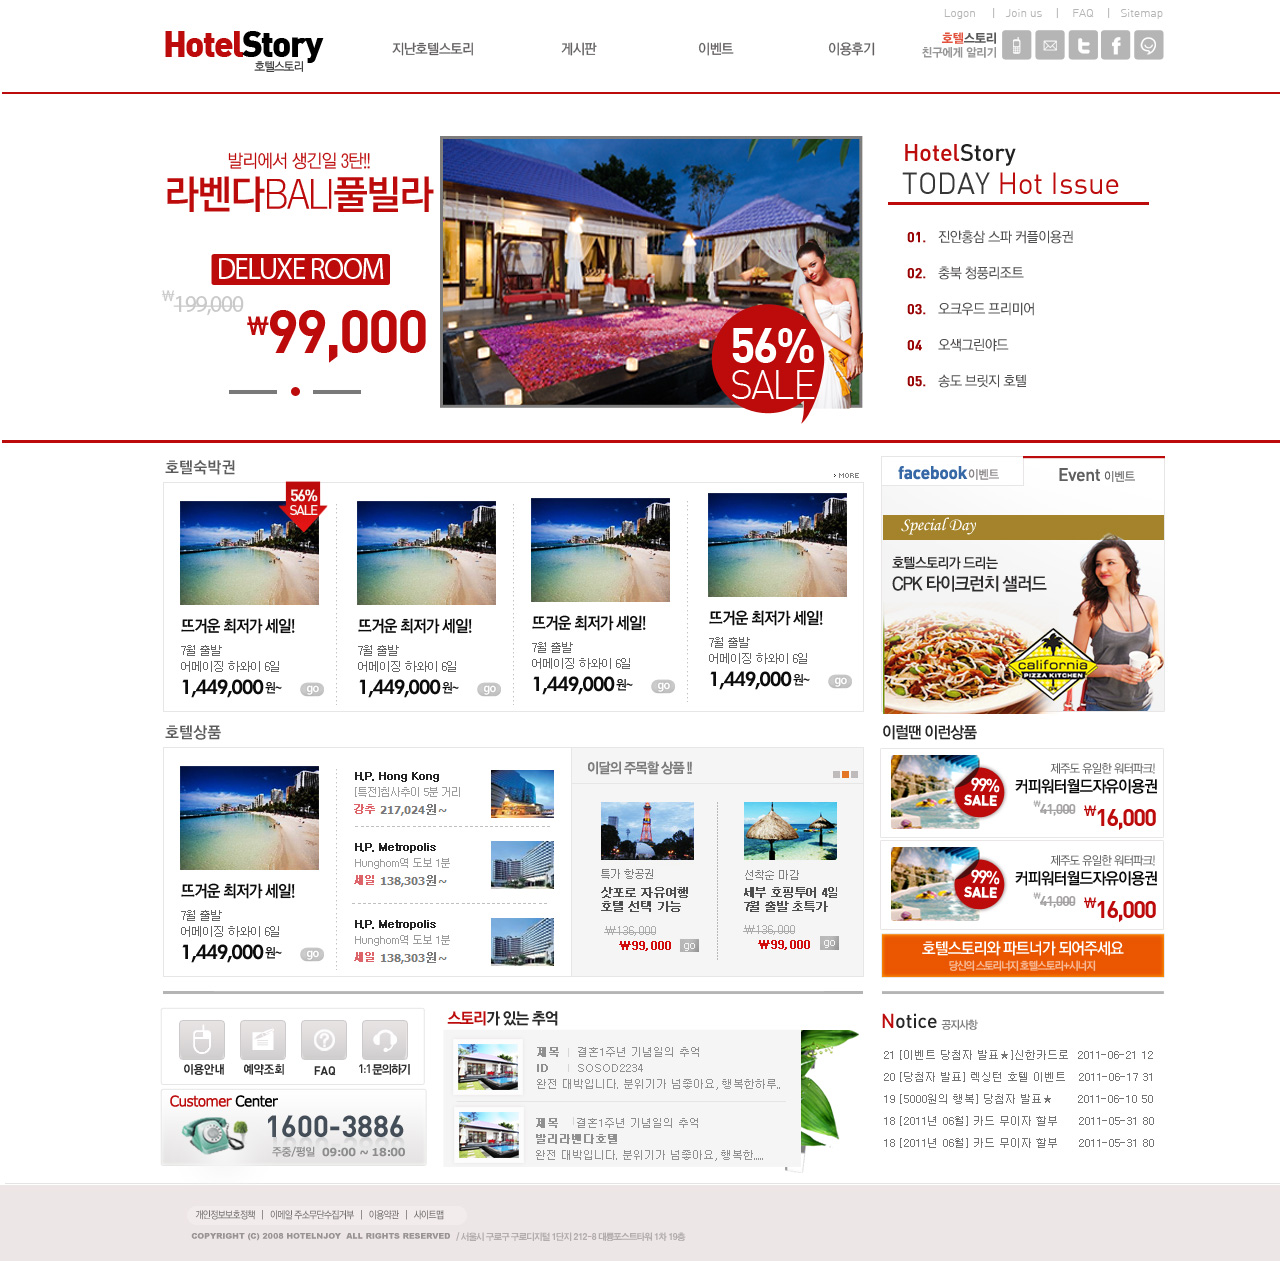 Logon | Join us | FAQ | Sitemap
HotelStory
호텔스토리
지난호텔스토리
게시판
이벤트
이용후기
호텔스토리
친구에게 알리기
발리에서 생긴일 3탄!!
라벤다BALI풀빌라
DELUXE ROOM
₩199,000
₩99,000
56%
SALE
HotelStory
TODAY Hot Issue
01. 진안홍삼 스파 커플이용권
02. 충북 청풍리조트
03. 오크우드 프리미어
04 오색그린야드
05. 송도 브릿지 호텔
호텔숙박권
MORE
56%
SALE
뜨거운 최저가 세일!
7월 출발
어메이징 하와이 6일
1,449,000 원~
go
뜨거운 최저가 세일!
7월 출발
어메이징 하와이 6일
1,449,000 원~
go
뜨거운 최저가 세일!
7월 출발
어메이징 하와이 6일
1,449,000 원~
go
뜨거운 최저가 세일!
7월 출발
어메이징 하와이 6일
1,449,000 원~
go
facebook 이벤트
Event 이벤트
Special Day
호텔스토리가 드리는
CPK 타이크런치 샐러드
california
PIZZA KITCHEN
호텔상품
뜨거운 최저가 세일!
7월 출발
어메이징 하와이 6일
1,449,000 원~
go
H.P. Hong Kong
[특전]침사추이 5분 거리
강추 217,024원~
H.P. Metropolis
Hunghom역 도보 1분
세일 138,303원~
H.P. Metropolis
Hunghom역 도보 1분
세일 138,303원~
이달의 주목할 상품 !!
특가 항공권
삿포로 자유여행
호텔 선택 가능
₩136,000
₩99,000 go
선착순 마감
세부 호핑투어 4일
7월 출발 초특가
₩136,000
₩99,000 go
이럴땐 이런상품
99%
SALE
제주도 유일한 워터파크!
커피워터월드자유이용권
₩41,000 ₩16,000
99%
SALE
제주도 유일한 워터파크!
커피워터월드자유이용권
₩41,000 ₩16,000
호텔스토리와 파트너가 되어주세요
당신의 스토리너지 호텔스토리+시너지
이용안내
예약조회
FAQ
1:1 문의하기
Customer Center
1600-3886
주중/평일 09:00 ~ 18:00
스토리가 있는 추억
제목 | 결혼1주년 기념일의 추억
ID | SOSOD2234
완전 대박입니다. 분위기가 넘좋아요, 행복한하루..
제목 | 결혼1주년 기념일의 추억
발리라벤다호텔
완전 대박입니다. 분위기가 넘좋아요, 행복한.....
Notice 공지사항
21 [이벤트 당첨자 발표★]신한카드로 2011-06-21 12
20 [당첨자 발표] 렉싱턴 호텔 이벤트 2011-06-17 31
19 [5000원의 행복] 당첨자 발표★ 2011-06-10 50
18 [2011년 06월] 카드 무이자 할부 2011-05-31 80
18 [2011년 06월] 카드 무이자 할부 2011-05-31 80
개인정보보호정책 | 이메일 주소무단수집거부 | 이용약관 | 사이트맵
COPYRIGHT (C) 2008 HOTELNJOY ALL RIGHTS RESERVED / 서울시 구로구 구로디지털 1단지 212-8 대륭포스트타워 1차 19층